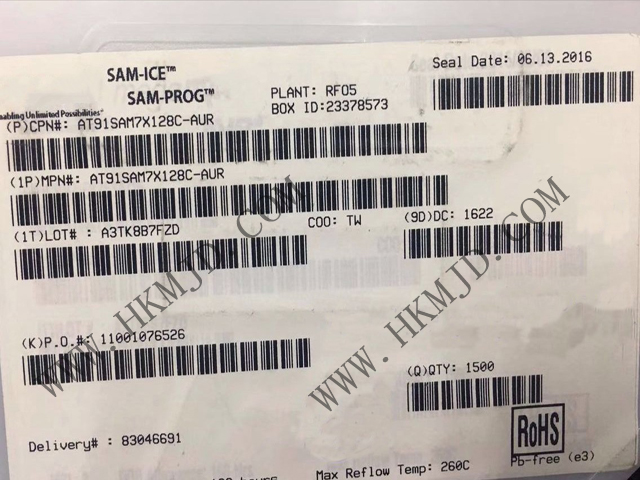 SAM-ICE™
SAM-PROG™
Enabling Unlimited Possibilities®
PLANT: RF05
BOX ID:23378573
Seal Date: 06.13.2016
(P)CPN#: AT91SAM7X128C-AUR
(1P)MPN#: AT91SAM7X128C-AUR
(1T)LOT# : A3TK8B7FZD
COO: TW
(9D)DC: 1622
(K)P.O.#: 11001076526
(Q)QTY: 1500
WWW.HKMJD.COM
WWW.HKMJD.COM
Delivery# : 83046691
RoHS
Pb-free (e3)
Max Reflow Temp: 260C